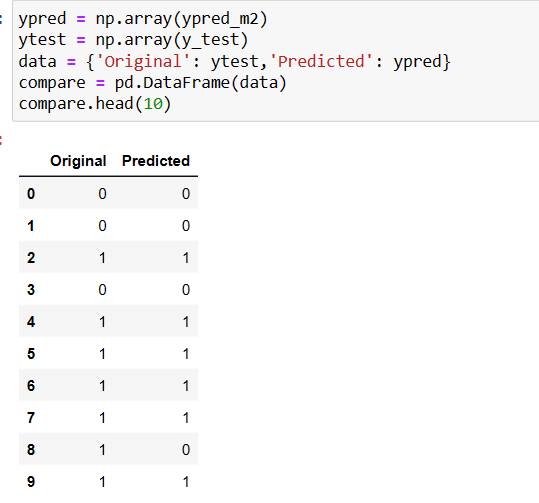 : ypred = np.array(ypred_m2)
ytest = np.array(y_test)
data = {'Original': ytest,'Predicted': ypred}
compare = pd.DataFrame(data)
compare.head(10)
:
Original Predicted
0 0 0
1 0 0
2 1 1
3 0 0
4 1 1
5 1 1
6 1 1
7 1 1
8 1 0
9 1 1